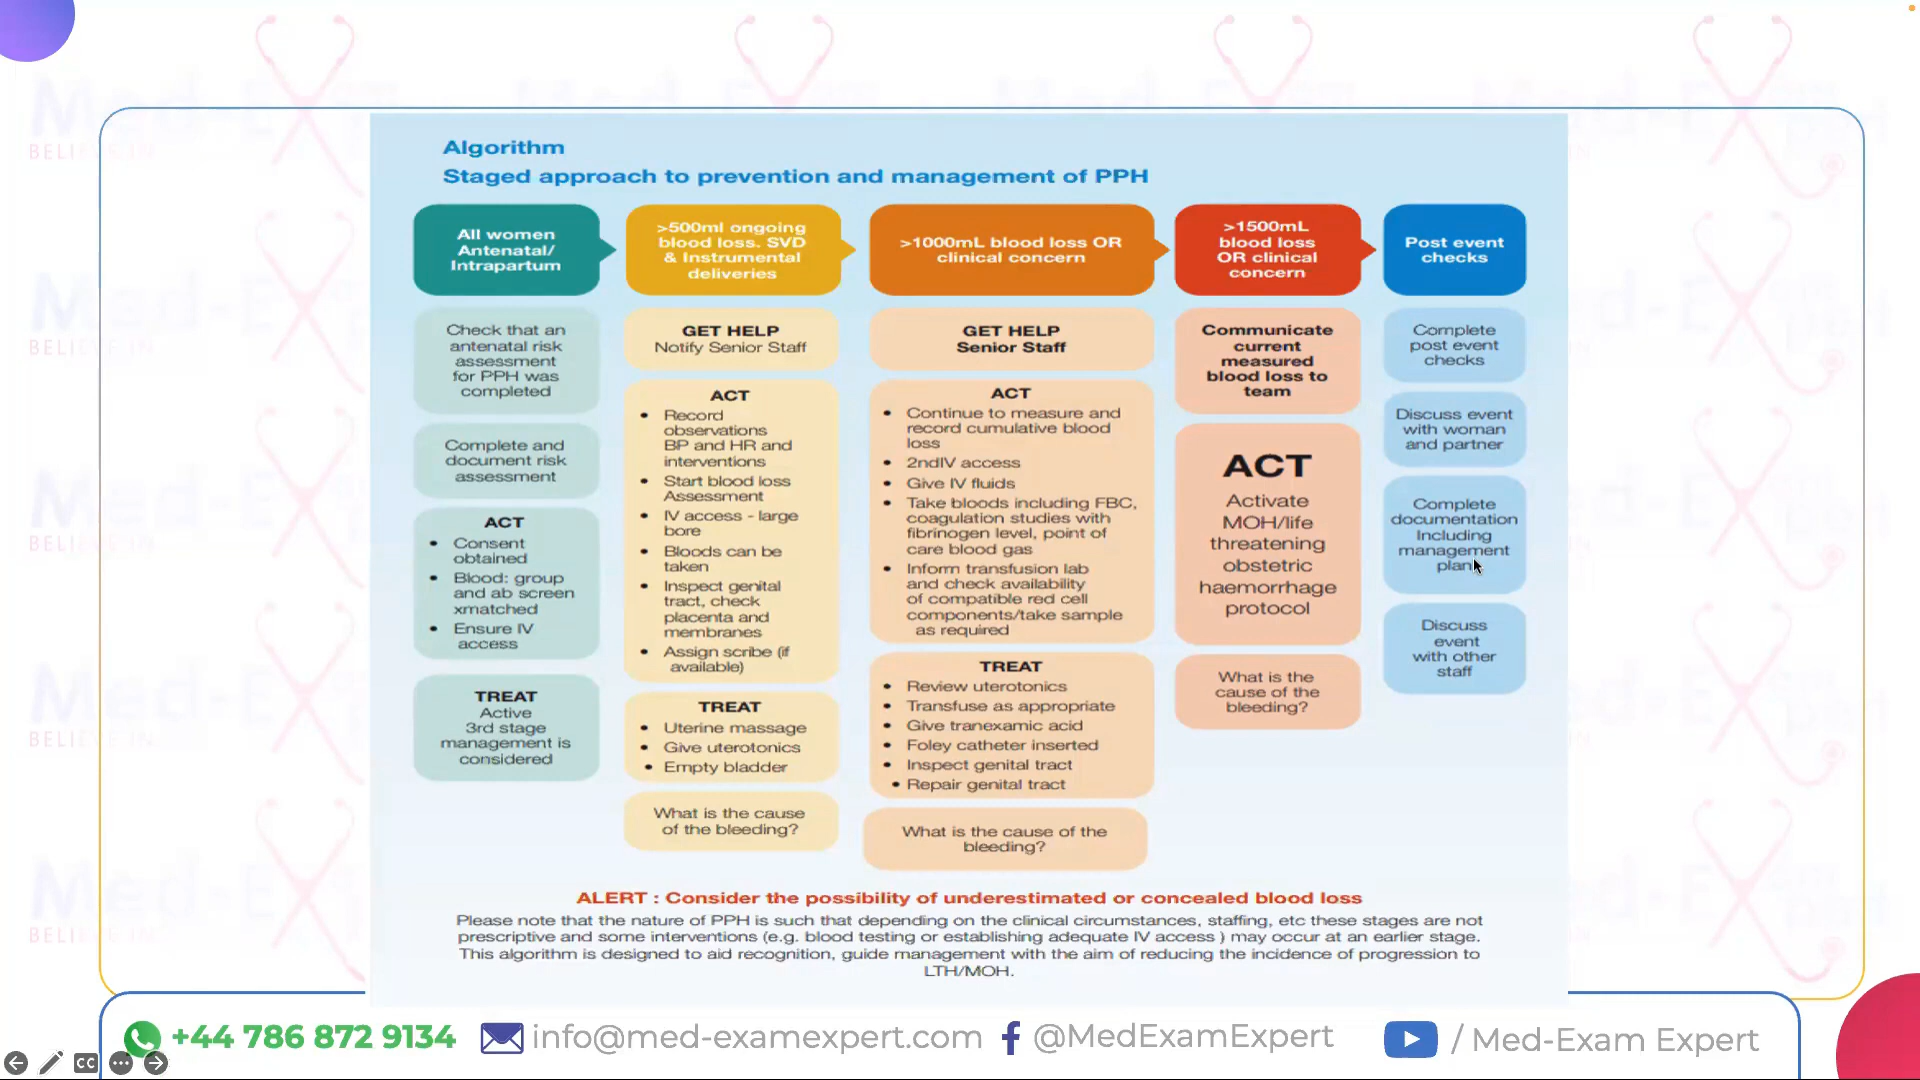 Algorithm
Staged approach to prevention and management of PPH
All women
Antenatal/
Intrapartum
Check that an
antenatal risk
assessment
for PPH was
completed
Complete and
document risk
assessment
ACT
• Consent
obtained
• Blood: group
and ab screen
xmatched
• Ensure IV
access
TREAT
Active
3rd stage
management is
considered
>500ml ongoing
blood loss. SVD
& Instrumental
deliveries
GET HELP
Notify Senior Staff
ACT
• Record
observations
BP and HR and
interventions
• Start blood loss
Assessment
• IV access - large
bore
• Bloods can be
taken
• Inspect genital
tract, check
placenta and
membranes
• Assign scribe (if
available)
TREAT
• Uterine massage
• Give uterotonics
• Empty bladder
What is the cause
of the bleeding?
>1000mL blood loss OR
clinical concern
GET HELP
Senior Staff
ACT
• Continue to measure and
record cumulative blood
loss
• 2ndIV access
• Give IV fluids
• Take bloods including FBC,
coagulation studies with
fibrinogen level, point of
care blood gas
• Inform transfusion lab
and check availability
of compatible red cell
components/take sample
as required
TREAT
• Review uterotonics
• Transfuse as appropriate
• Give tranexamic acid
• Foley catheter inserted
• Inspect genital tract
• Repair genital tract
What is the cause of the
bleeding?
>1500mL
blood loss
OR clinical
concern
Communicate
current
measured
blood loss to
team
ACT
Activate
MOH/life
threatening
obstetric
haemorrhage
protocol
What is the
cause of the
bleeding?
Post event
checks
Complete
post event
checks
Discuss event
with woman
and partner
Complete
documentation
Including
management
plan
Discuss
event
with other
staff
ALERT : Consider the possibility of underestimated or concealed blood loss
Please note that the nature of PPH is such that depending on the clinical circumstances, staffing, etc these stages are not
prescriptive and some interventions (e.g. blood testing or establishing adequate IV access ) may occur at an earlier stage.
This algorithm is designed to aid recognition, guide management with the aim of reducing the incidence of progression to
LTH/MOH.
+44 786 872 9134 info@med-examexpert.com @MedExamExpert / Med-Exam Expert
CC